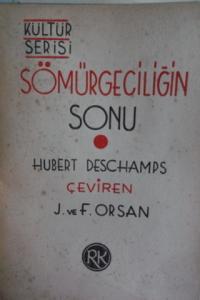 KÜLTÜR
SERİSİ
SÖMÜRGECİLİĞİN
SONU
HUBERT DESCHAMPS
ÇEVİREN
J. VE F. ORSAN
RK